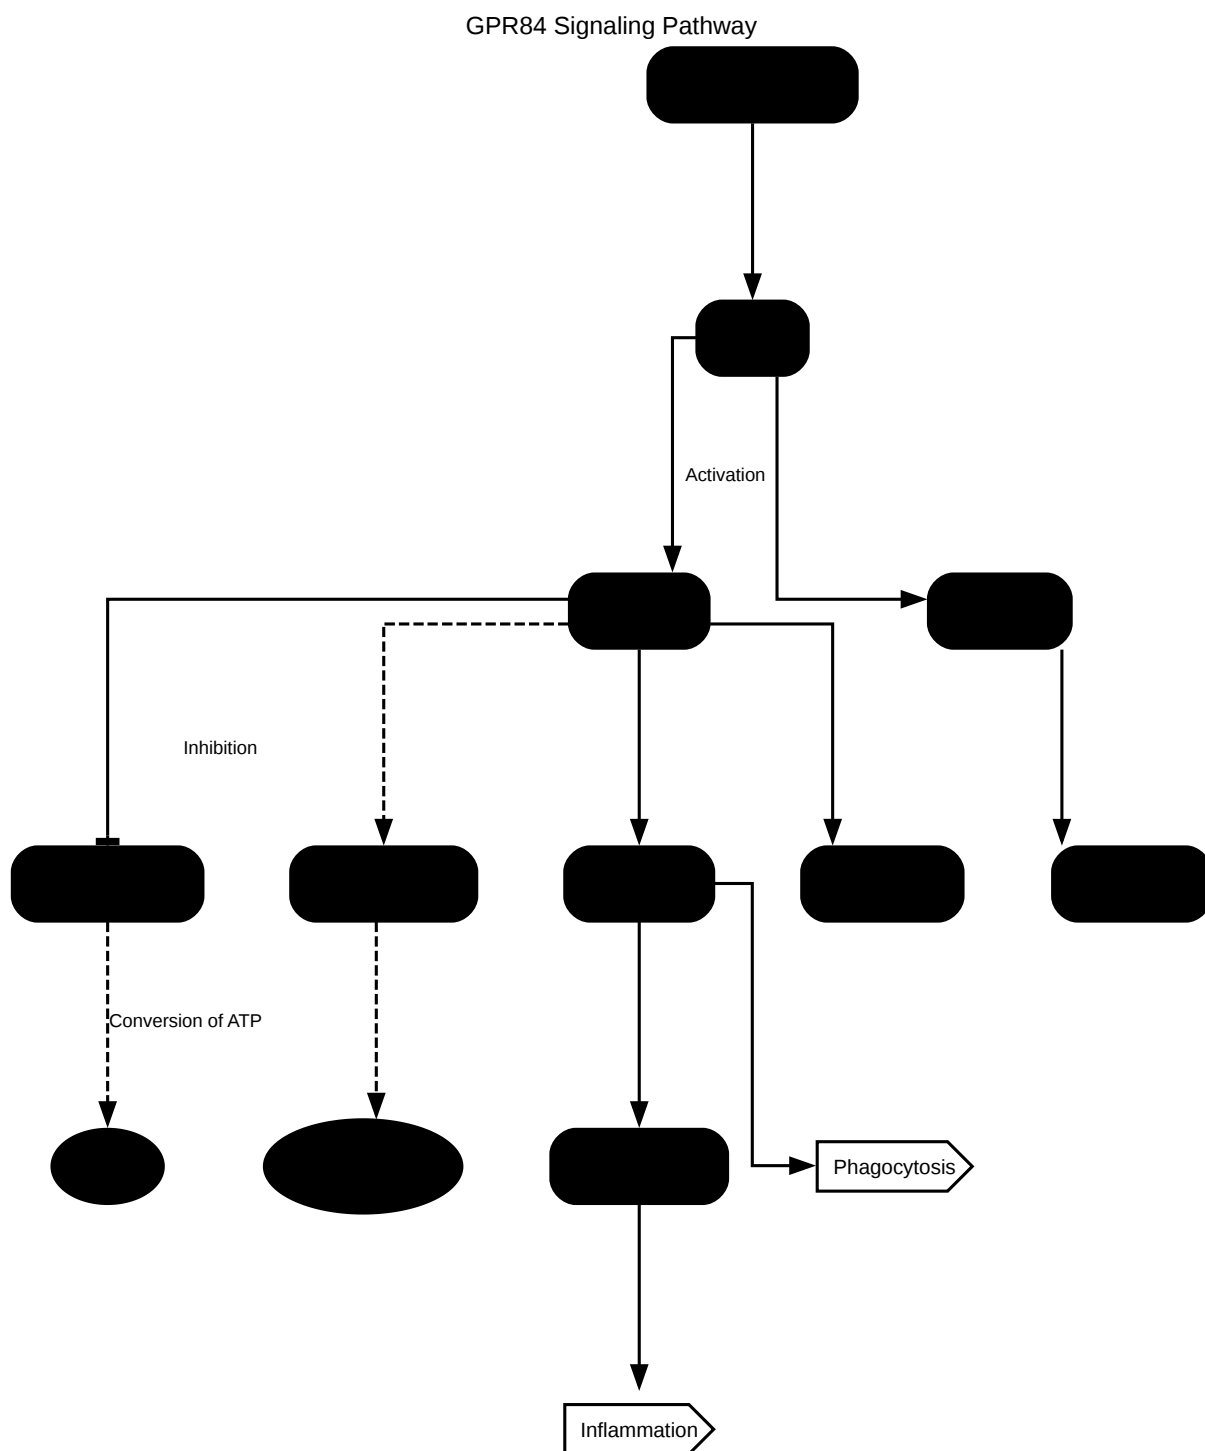 GPR84 Signaling Pathway
Activation
Inhibition
Conversion of ATP
Phagocytosis
Inflammation